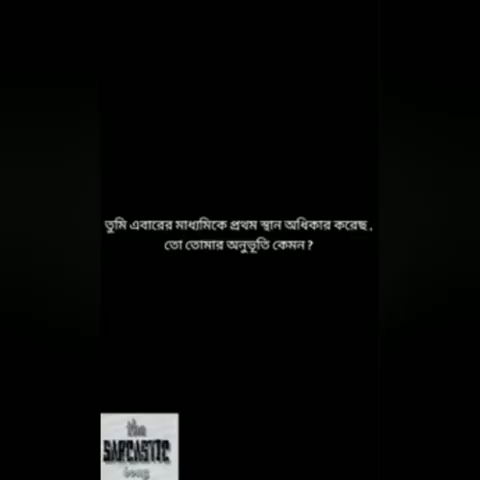 তুমি এবারের মাধ্যমিকে প্রথম স্থান অধিকার করেছ,
তো তোমার অনুভূতি কেমন ?
the
SARCASTIC